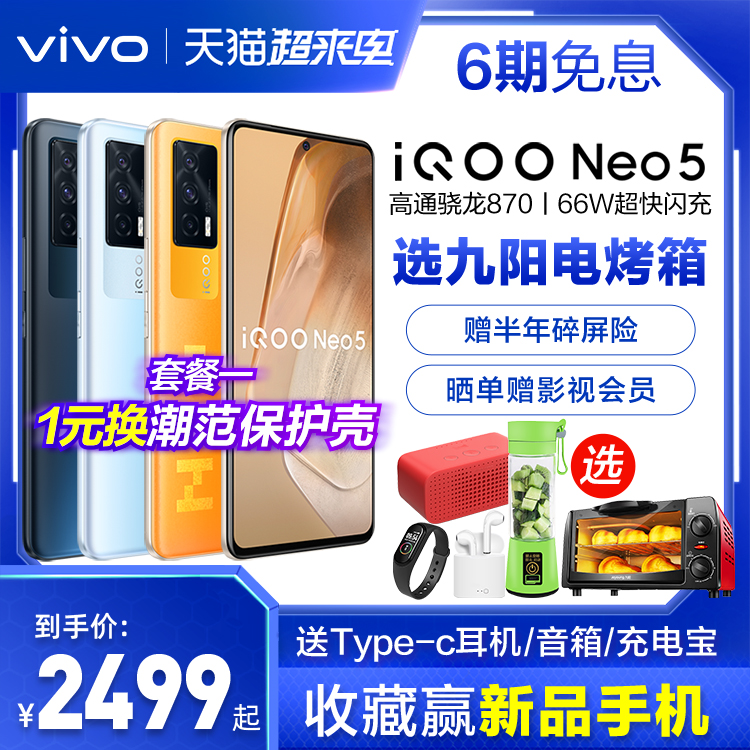 vivo | 天猫超来电
6期免息
iQOO Neo5
高通骁龙870 | 66W超快闪充
选九阳电烤箱
赠半年碎屏险
晒单赠影视会员
iQOO
iQOO Neo5
套餐一
1元换潮范保护壳
选
到手价:
¥2499起
送Type-c耳机/音箱/充电宝
收藏赢新品手机